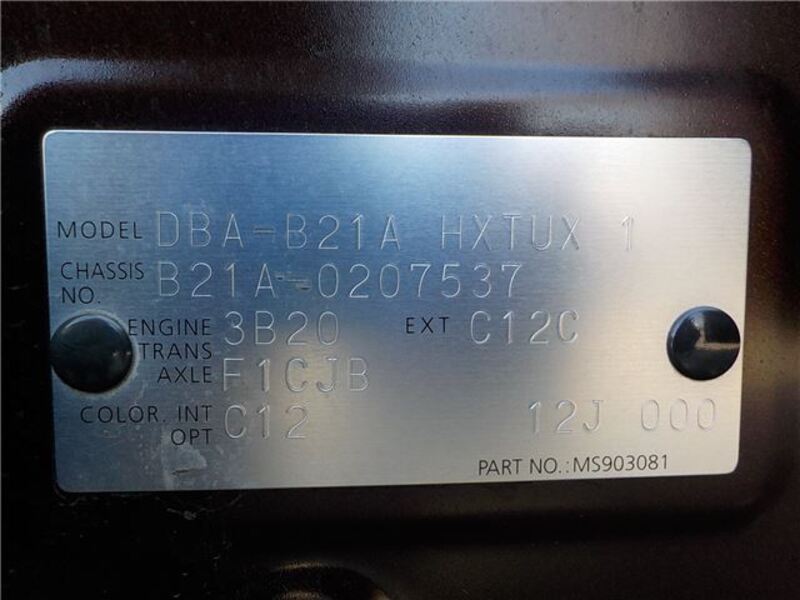 MODEL DBA-B21A HXTUX 1
CHASSIS NO. B21A-0207537
ENGINE 3B20 EXT C12C
TRANS AXLE F1CJB
COLOR. INT OPT C12 12J 000
PART NO.:MS903081